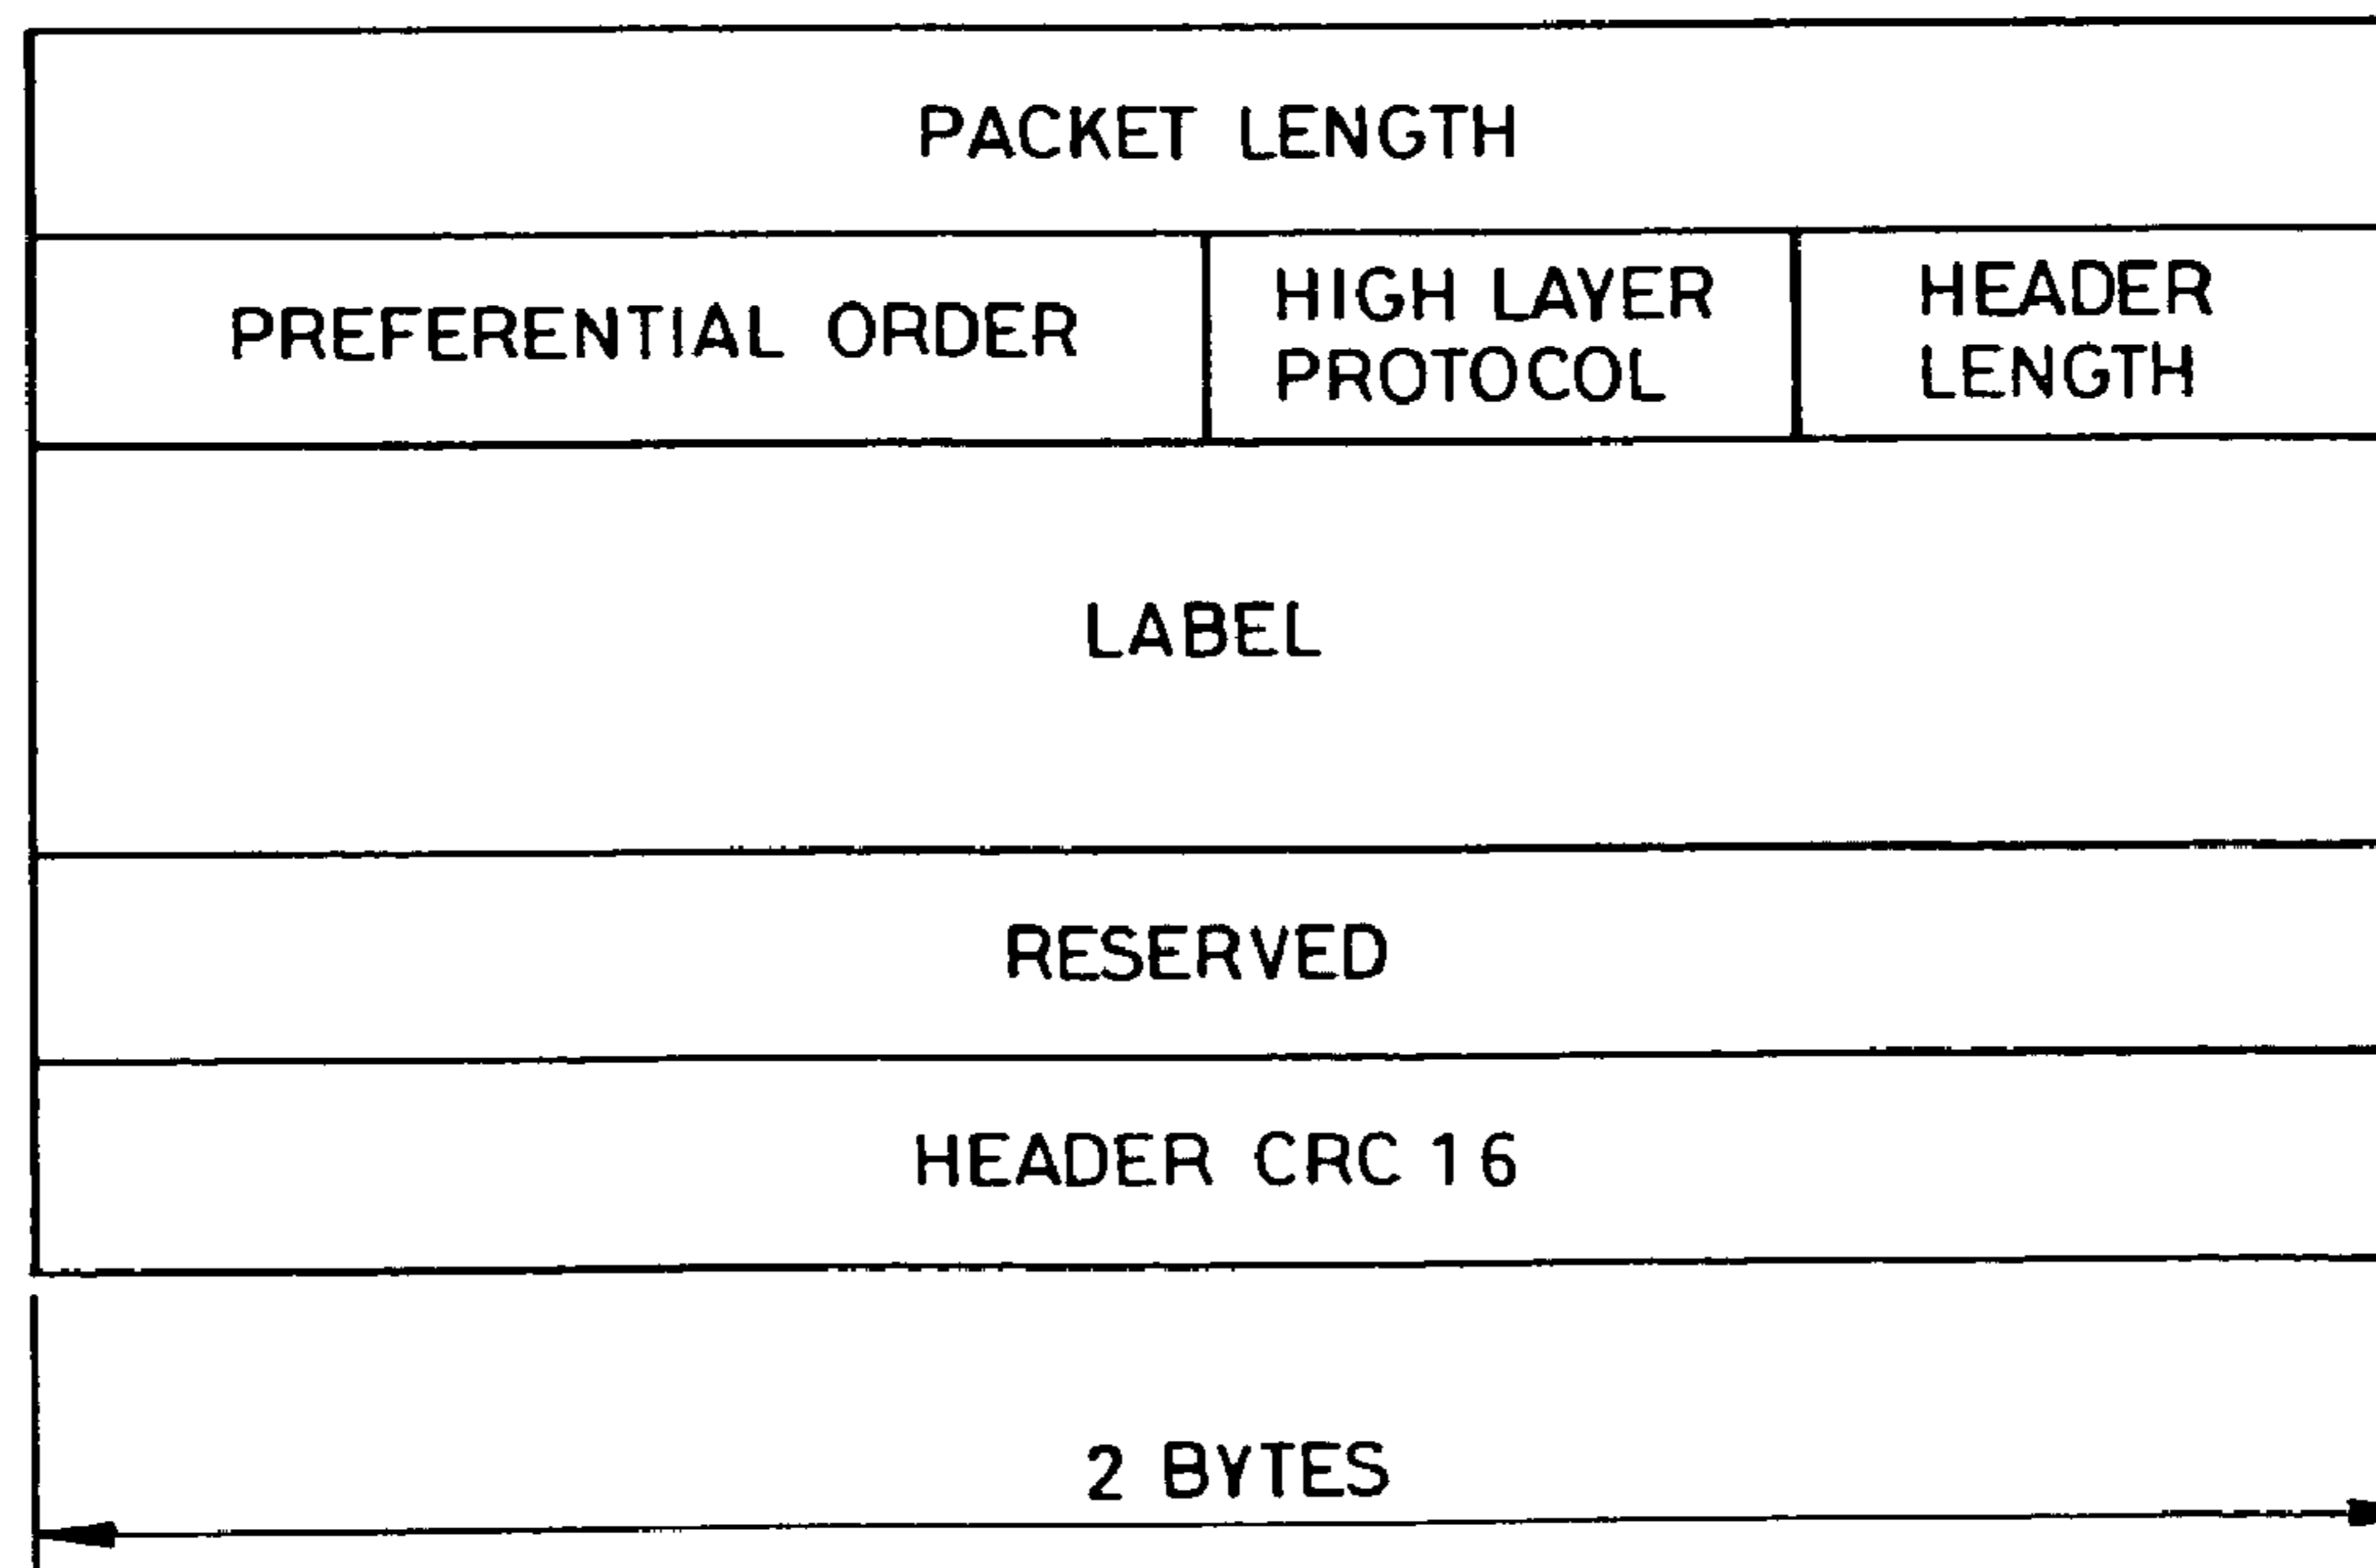 PACKET LENGTH
PREFERENTIAL ORDER
HIGH LAYER
PROTOCOL
HEADER
LENGTH
LABEL
RESERVED
HEADER CRC 16
2 BYTES